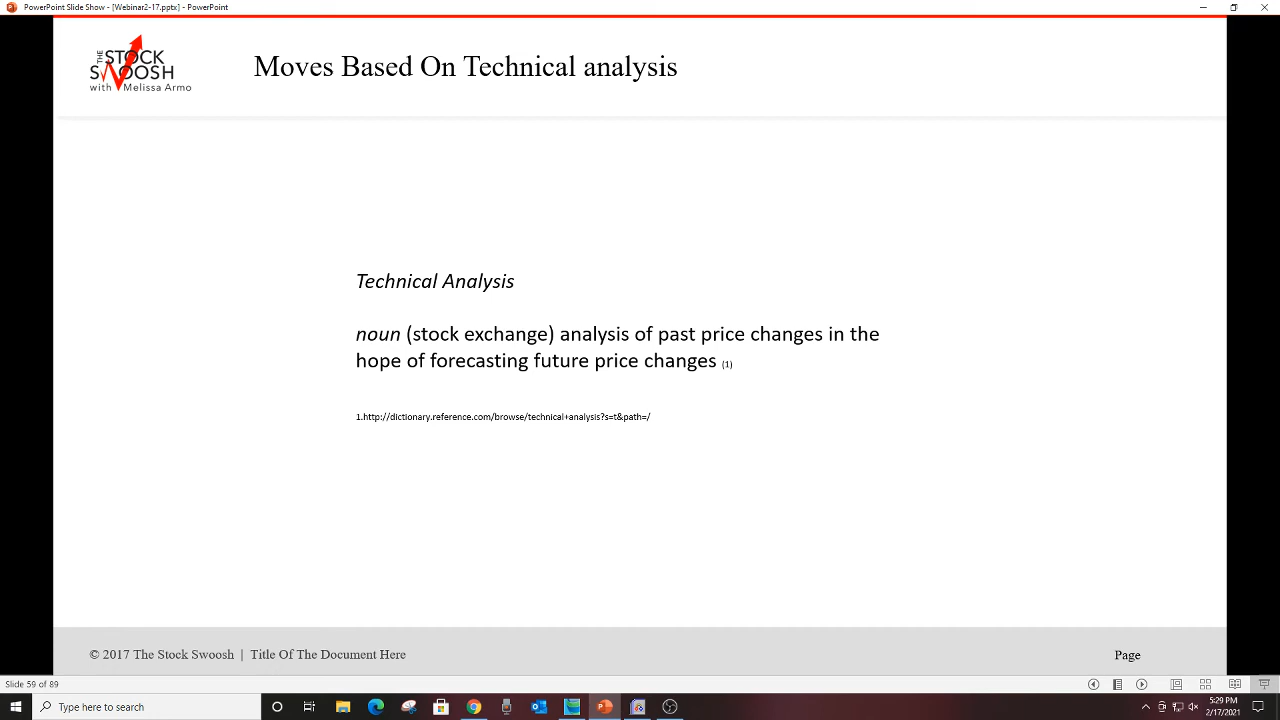 PowerPoint Slide Show - [Webinar2-17.pptx] - PowerPoint
THE
STOCK
SWOOSH
with Melissa Armo
Moves Based On Technical analysis
Technical Analysis
noun (stock exchange) analysis of past price changes in the
hope of forecasting future price changes (1)
1.http://dictionary.reference.com/browse/technical+analysis?s=t&path=/
© 2017 The Stock Swoosh | Title Of The Document Here
Page
Slide 59 of 89
Type here to search
5:29 PM
2/17/2021